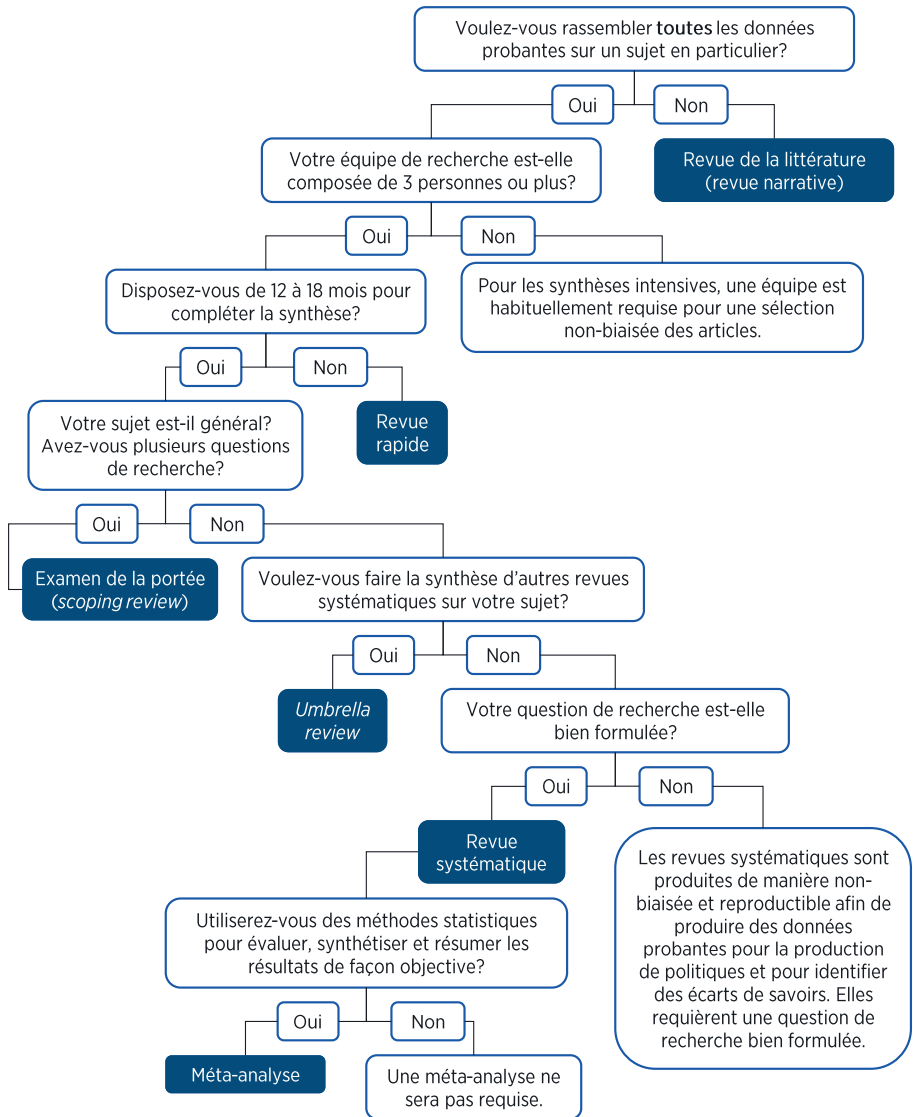 Voulez-vous rassembler toutes les données
probantes sur un sujet en particulier?
Oui
Non
Votre équipe de recherche est-elle
composée de 3 personnes ou plus?
Revue de la littérature
(revue narrative)
Oui
Non
Disposez-vous de 12 à 18 mois pour
compléter la synthèse?
Pour les synthèses intensives, une équipe est
habituellement requise pour une sélection
non-biaisée des articles.
Oui
Non
Votre sujet est-il général?
Avez-vous plusieurs questions
de recherche?
Revue
rapide
Oui
Non
Examen de la portée
(scoping review)
Voulez-vous faire la synthèse d’autres revues
systématiques sur votre sujet?
Oui
Non
Umbrella
review
Votre question de recherche est-elle
bien formulée?
Oui
Non
Revue
systématique
Les revues systématiques sont
produites de manière non-
biaisée et reproductible afin de
produire des données
probantes pour la production
de politiques et pour identifier
des écarts de savoirs. Elles
requièrent une question de
recherche bien formulée.
Utiliserez-vous des méthodes statistiques
pour évaluer, synthétiser et résumer les
résultats de façon objective?
Oui
Non
Méta-analyse
Une méta-analyse ne
sera pas requise.